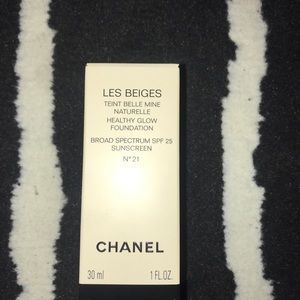 LES BEIGES
TEINT BELLE MINE
NATURELLE
HEALTHY GLOW
FOUNDATION
BROAD SPECTRUM SPF 25
SUNSCREEN
N°21
CHANEL
30 ml 1 FL.OZ.